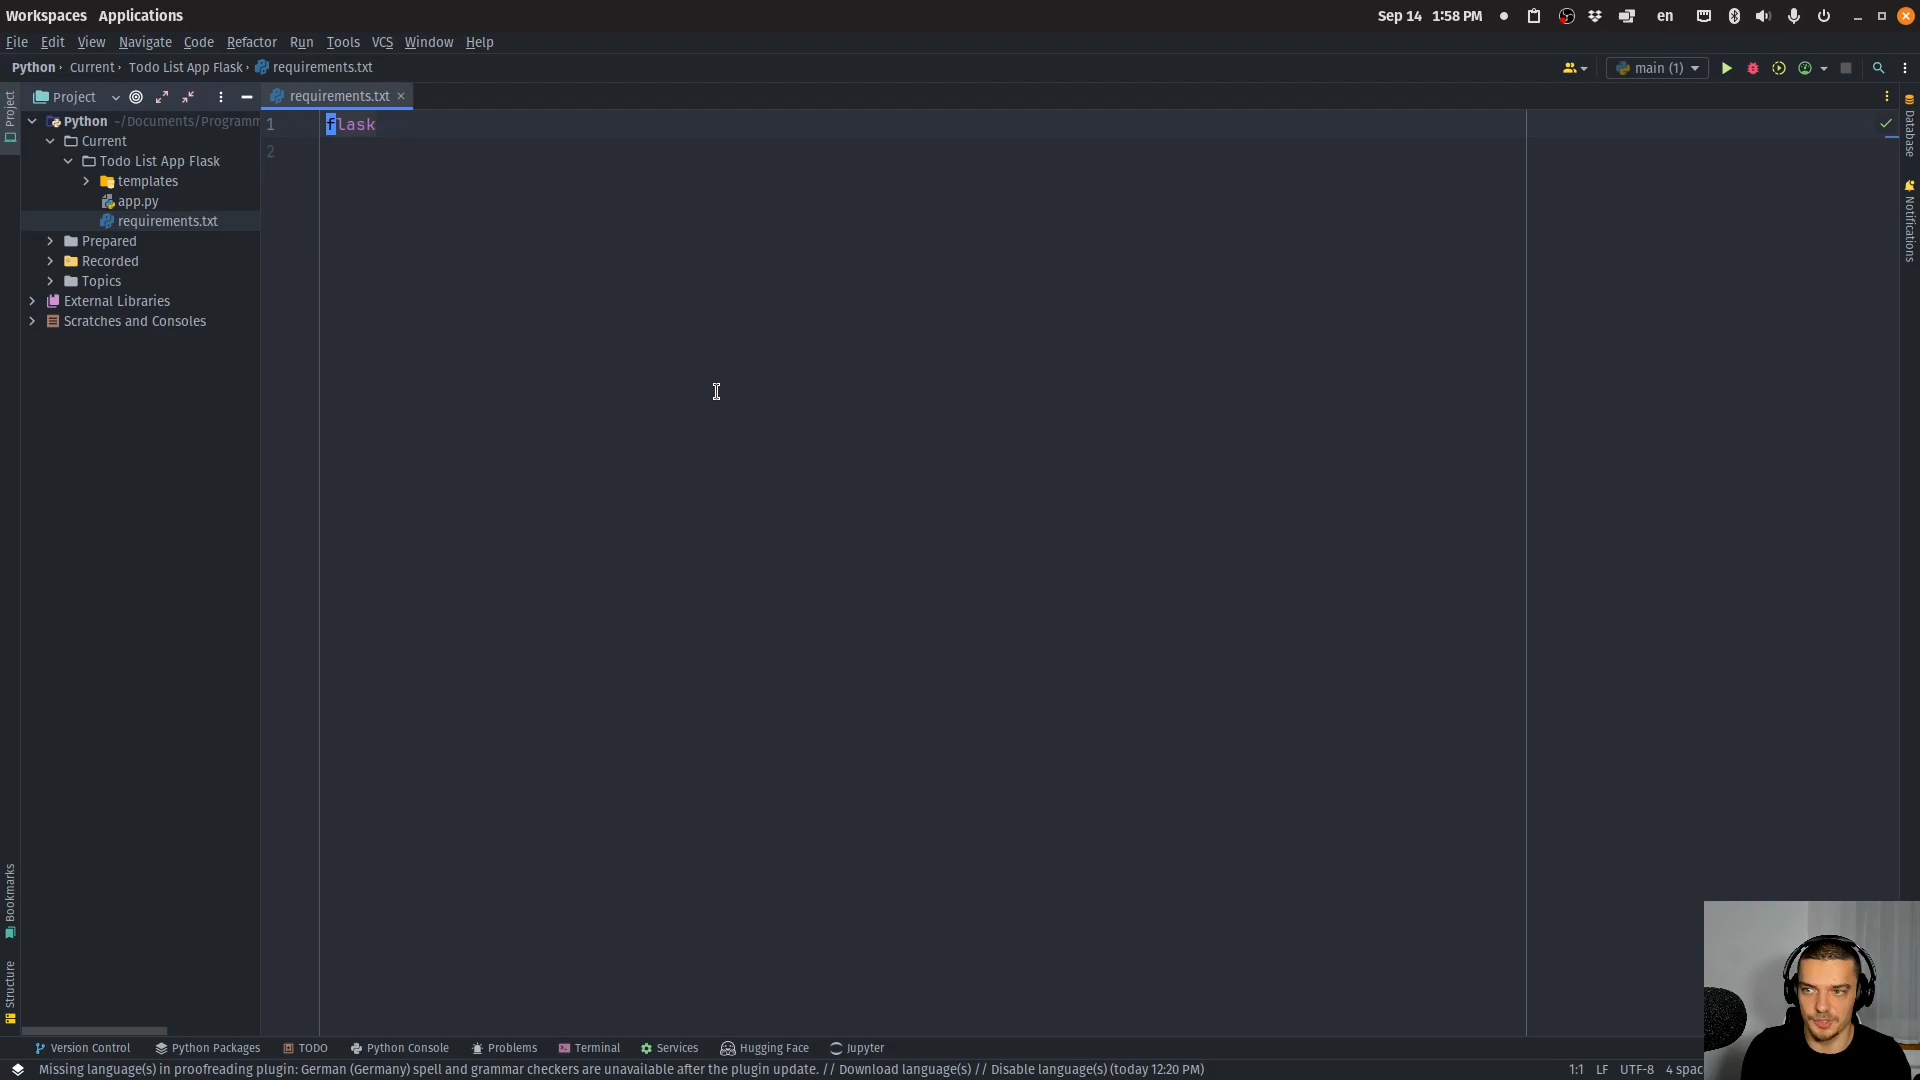 Workspaces Applications Sep 14 1:58 PM en
File Edit View Navigate Code Refactor Run Tools VCS Window Help
Python › Current › Todo List App Flask › requirements.txt main (1)
Project Project requirements.txt
Python ~/Documents/Programm 1 flask
Current
2
Todo List App Flask
templates
app.py
requirements.txt
Prepared
Recorded
Topics
External Libraries
Scratches and Consoles
Database
Notifications
Bookmarks
Structure
Version Control Python Packages TODO Python Console Problems Terminal Services Hugging Face Jupyter
Missing language(s) in proofreading plugin: German (Germany) spell and grammar checkers are unavailable after the plugin update. // Download language(s) // Disable language(s) (today 12:20 PM) 1:1 LF UTF-8 4 spac